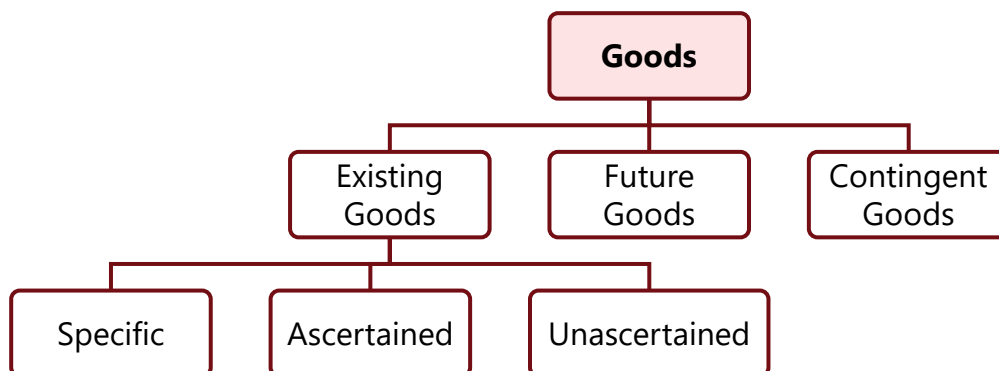 Goods
Existing
Goods
Future
Goods
Contingent
Goods
Specific
Ascertained
Unascertained